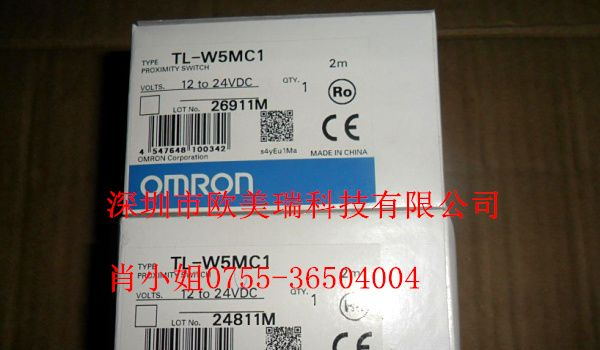 TYPE TL-W5MC1 2m
PROXIMITY SWITCH
VOLTS. 12 to 24VDC QTY. 1
Ro
LOT No. 26911M
CE
4 547648 100342
s4yEu1Ma
OMRON Corporation MADE IN CHINA
OMRON
深圳市欧美瑞科技有限公司
TYPE TL-W5MC1 2m
PROXIMITY SWITCH
肖小姐0755-36504004
VOLTS. 12 to 24VDC QTY. 1
LOT No. 24811M
CE